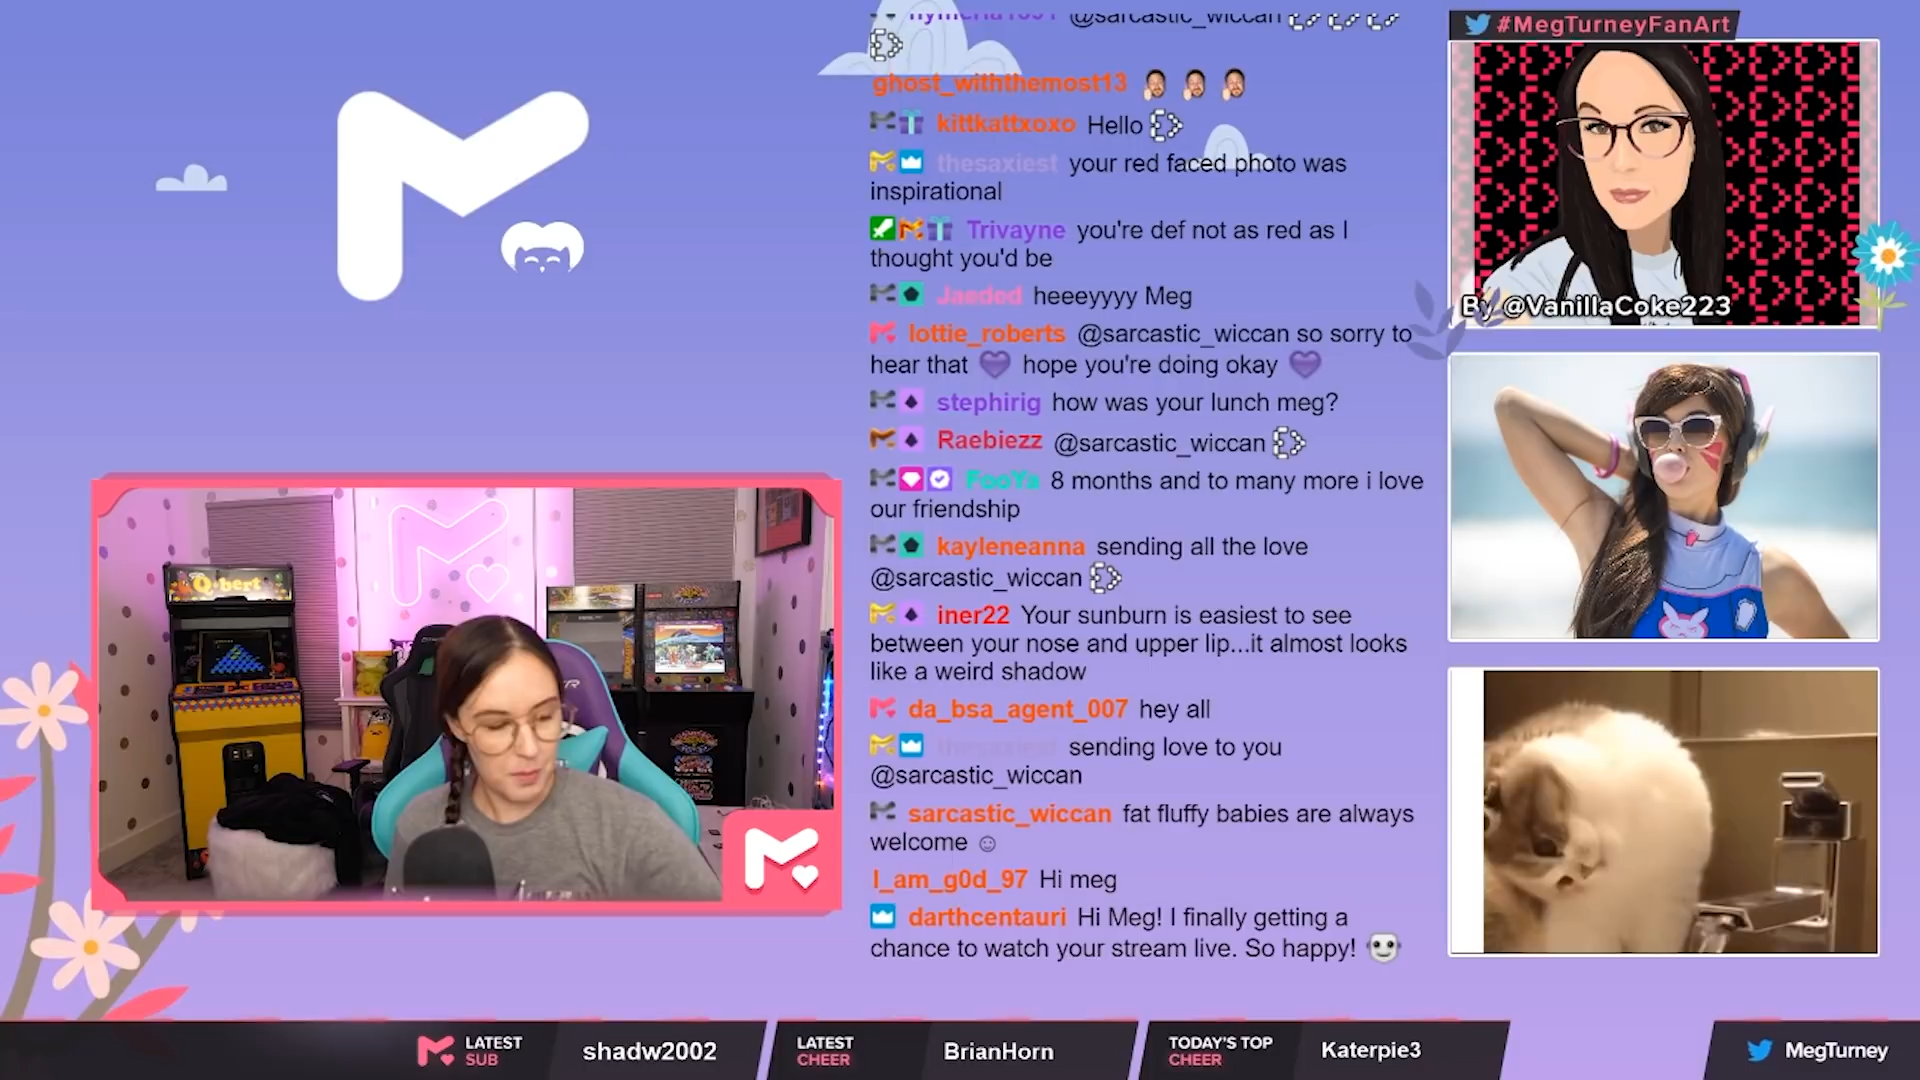 @sarcastic_wiccan
ghost_withthemost13
kittkattxoxo Hello
thesaxiest your red faced photo was
inspirational
Trivayne you're def not as red as I
thought you'd be
Jaeded heeeyyyy Meg
lottie_roberts @sarcastic_wiccan so sorry to
hear that 💜 hope you're doing okay 💜
stephirig how was your lunch meg?
Raebiezz @sarcastic_wiccan
FooYa 8 months and to many more i love
our friendship
kayleneanna sending all the love
@sarcastic_wiccan
iner22 Your sunburn is easiest to see
between your nose and upper lip...it almost looks
like a weird shadow
da_bsa_agent_007 hey all
thesaxiest sending love to you
@sarcastic_wiccan
sarcastic_wiccan fat fluffy babies are always
welcome ☺
I_am_g0d_97 Hi meg
darthcentauri Hi Meg! I finally getting a
chance to watch your stream live. So happy!
#MegTurneyFanArt
By @VanillaCoke223
Q*bert
LATEST
SUB
shadw2002
LATEST
CHEER
BrianHorn
TODAY'S TOP
CHEER
Katerpie3
MegTurney